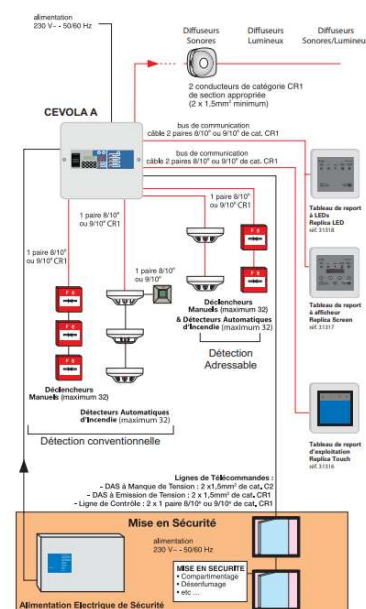 alimentation
230 V~ - 50/60 Hz
Diffuseurs
Sonores
Diffuseurs
Lumineux
Diffuseurs
Sonores/Lumineu
2 conducteurs de catégorie CR1
de section appropriée
(2 x 1,5mm² minimum)
CEVOLA A
bus de communication
câble 2 paires 8/10° ou 9/10° de cat. CR1
bus de communication
câble 2 paires 8/10° ou 9/10° de cat. CR1
Tableau de report
à LEDs
Replica LED
réf. 31318
1 paire 8/10°
ou 9/10° CR1
1 paire 8/10°
ou 9/10° CR1
1 paire 8/10°
ou 9/10° CR1
1 paire 8/10°
ou 9/10°
Tableau de report
à afficheur
Replica Screen
réf. 31317
Déclencheurs
Manuels (maximum 32)
& Détecteurs Automatiques
d'Incendie (maximum 32)
Détection
Adressable
Déclencheurs
Manuels (maximum 32)
Détecteurs Automatiques
d'Incendie (maximum 32)
Détection conventionnelle
Tableau de report
d'exploitation
Replica Touch
réf. 31316
Lignes de Télécommandes :
- DAS à Manque de Tension : 2 x1,5mm² de cat. C2
- DAS à Emission de Tension : 2 x 1,5mm² de cat. CR1
- Ligne de Contrôle : 2 x 1 paire 8/10° ou 9/10° de cat. CR1
Mise en Sécurité
alimentation
230 V~ - 50/60 Hz
MISE EN SECURITE
• Compartimentage
• Désenfumage
• etc ...
Alimentation Electrique de Sécurité